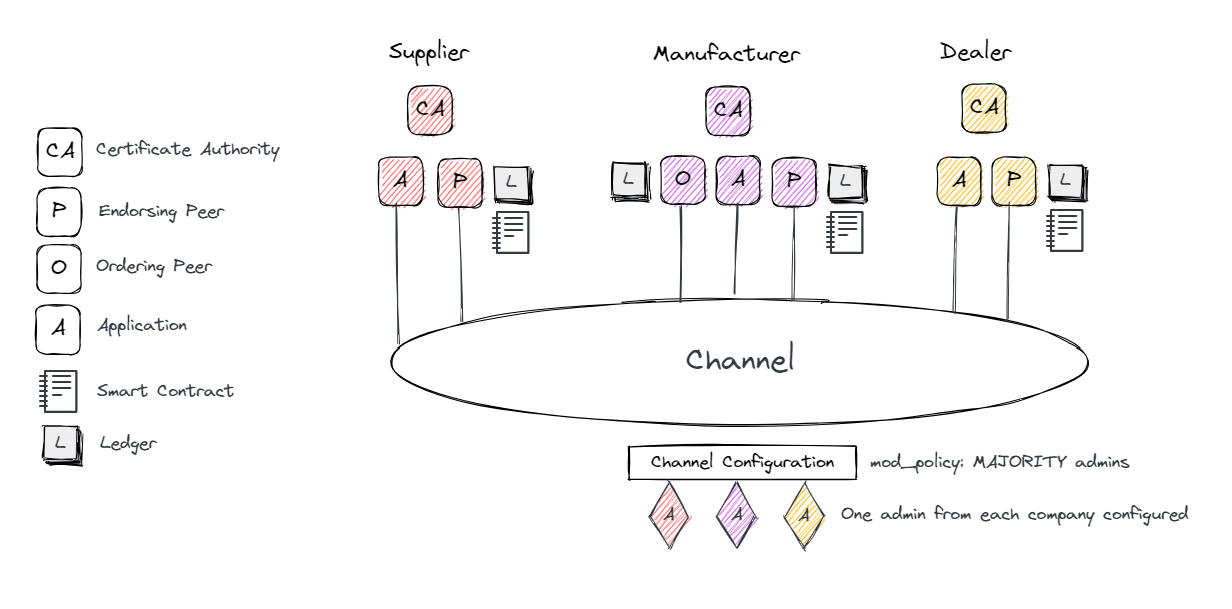 Supplier
Manufacturer
Dealer
CA
CA
CA
A
P
L
L
O
A
P
L
A
P
L
CA Certificate Authority
P Endorsing Peer
O Ordering Peer
A Application
Smart Contract
L Ledger
Channel
Channel Configuration
mod_policy: MAJORITY admins
A
A
A
One admin from each company configured